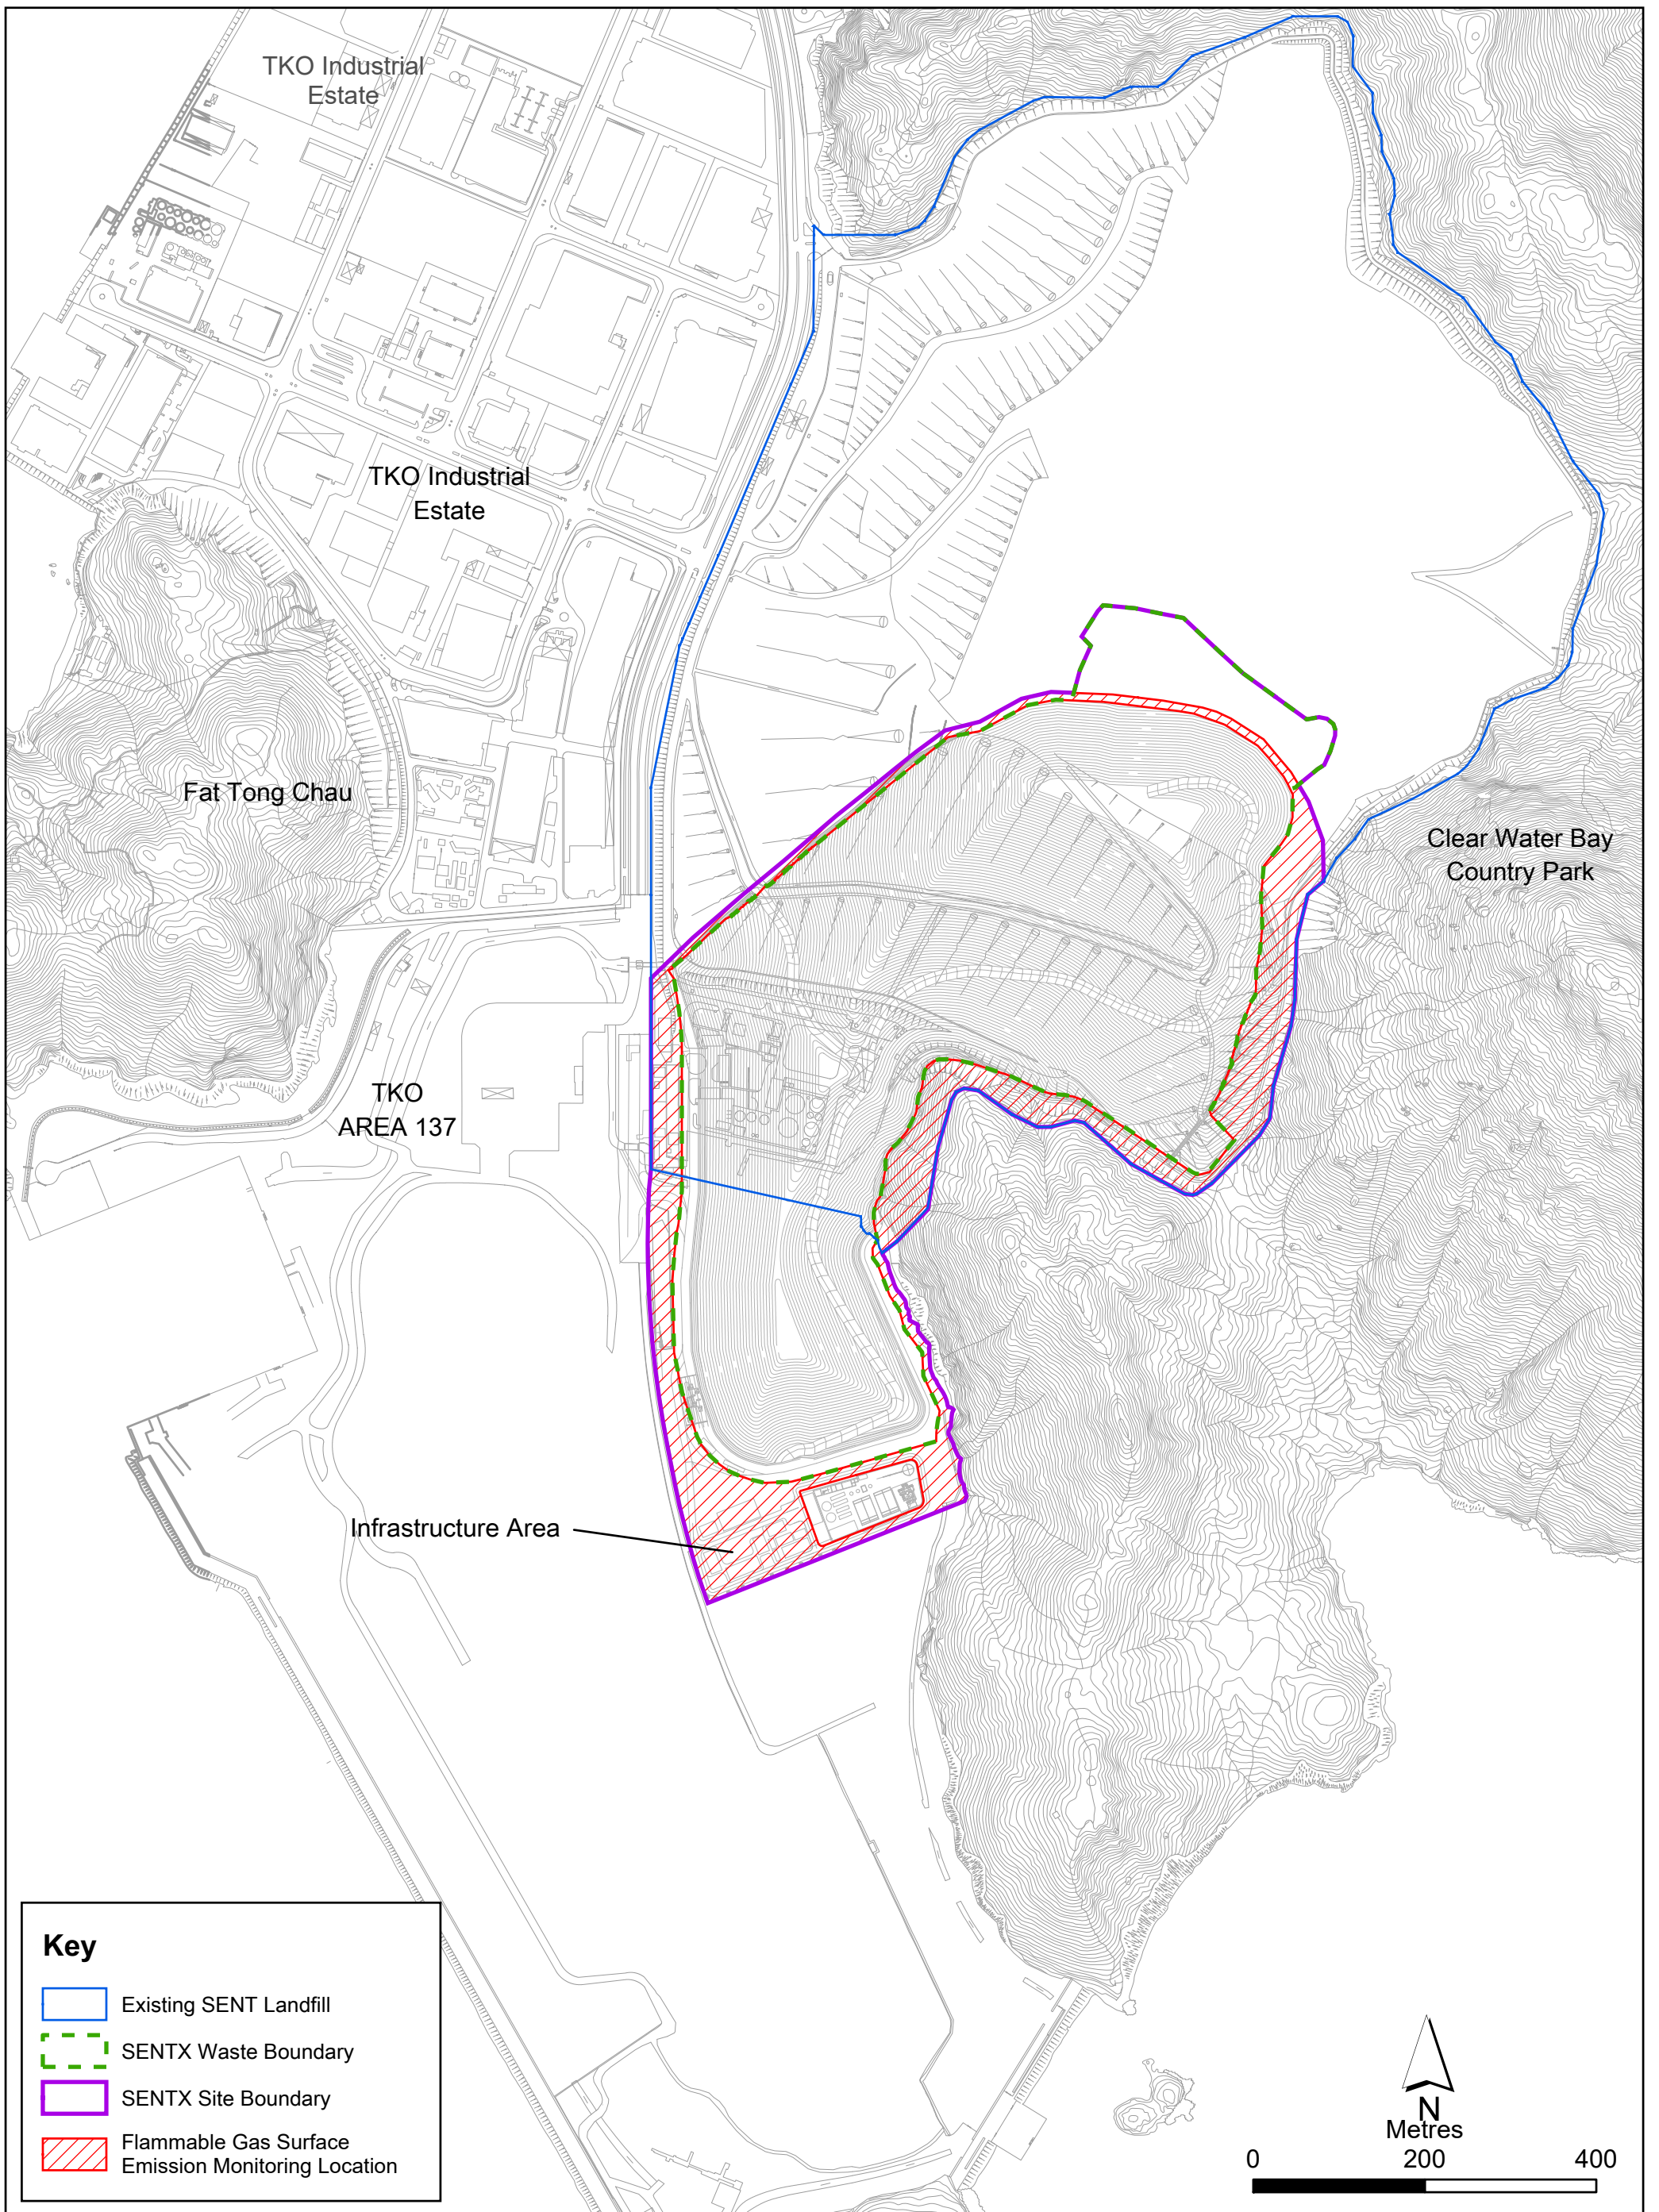 TKO Industrial
Estate
TKO Industrial
Estate
Fat Tong Chau
Clear Water Bay
Country Park
TKO
AREA 137
Infrastructure Area
Key
Existing SENT Landfill
SENTX Waste Boundary
SENTX Site Boundary
Flammable Gas Surface
Emission Monitoring Location
N
Metres
0 200 400